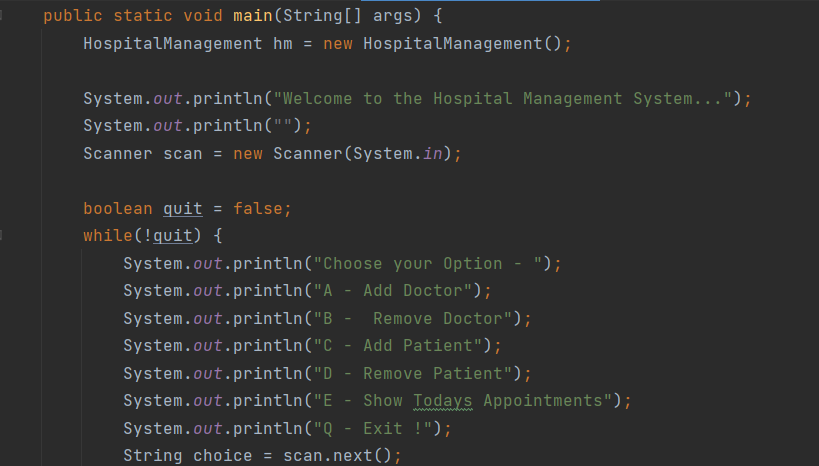 public static void main(String[] args) {
HospitalManagement hm = new HospitalManagement();
System.out.println("Welcome to the Hospital Management System...");
System.out.println("");
Scanner scan = new Scanner(System.in);
boolean quit = false;
while(!quit) {
System.out.println("Choose your Option - ");
System.out.println("A - Add Doctor");
System.out.println("B -  Remove Doctor");
System.out.println("C - Add Patient");
System.out.println("D - Remove Patient");
System.out.println("E - Show Todays Appointments");
System.out.println("Q - Exit !");
String choice = scan.next();